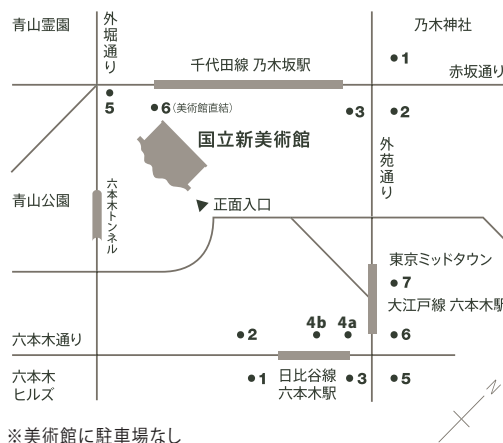 青山霊園
外堀通り
乃木神社
千代田線 乃木坂駅
1
赤坂通り
5
6(美術館直結)
3
2
国立新美術館
外苑通り
青山公園
六本木トンネル
正面入口
東京ミッドタウン
7
大江戸線 六本木駅
六本木通り
2
4b
4a
6
六本木
ヒルズ
1
日比谷線
六本木駅
3
5
N
※美術館に駐車場なし